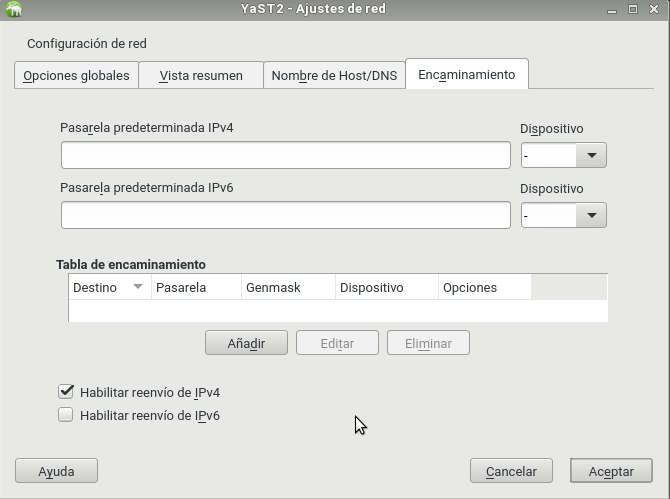 YaST2 - Ajustes de red
Configuración de red
Opciones globales Vista resumen Nombre de Host/DNS Encaminamiento
Pasarela predeterminada IPv4 Dispositivo
-
Pasarela predeterminada IPv6 Dispositivo
-
Tabla de encaminamiento
Destino Pasarela Genmask Dispositivo Opciones
Añadir Editar Eliminar
Habilitar reenvío de IPv4
Habilitar reenvío de IPv6
Ayuda Cancelar Aceptar